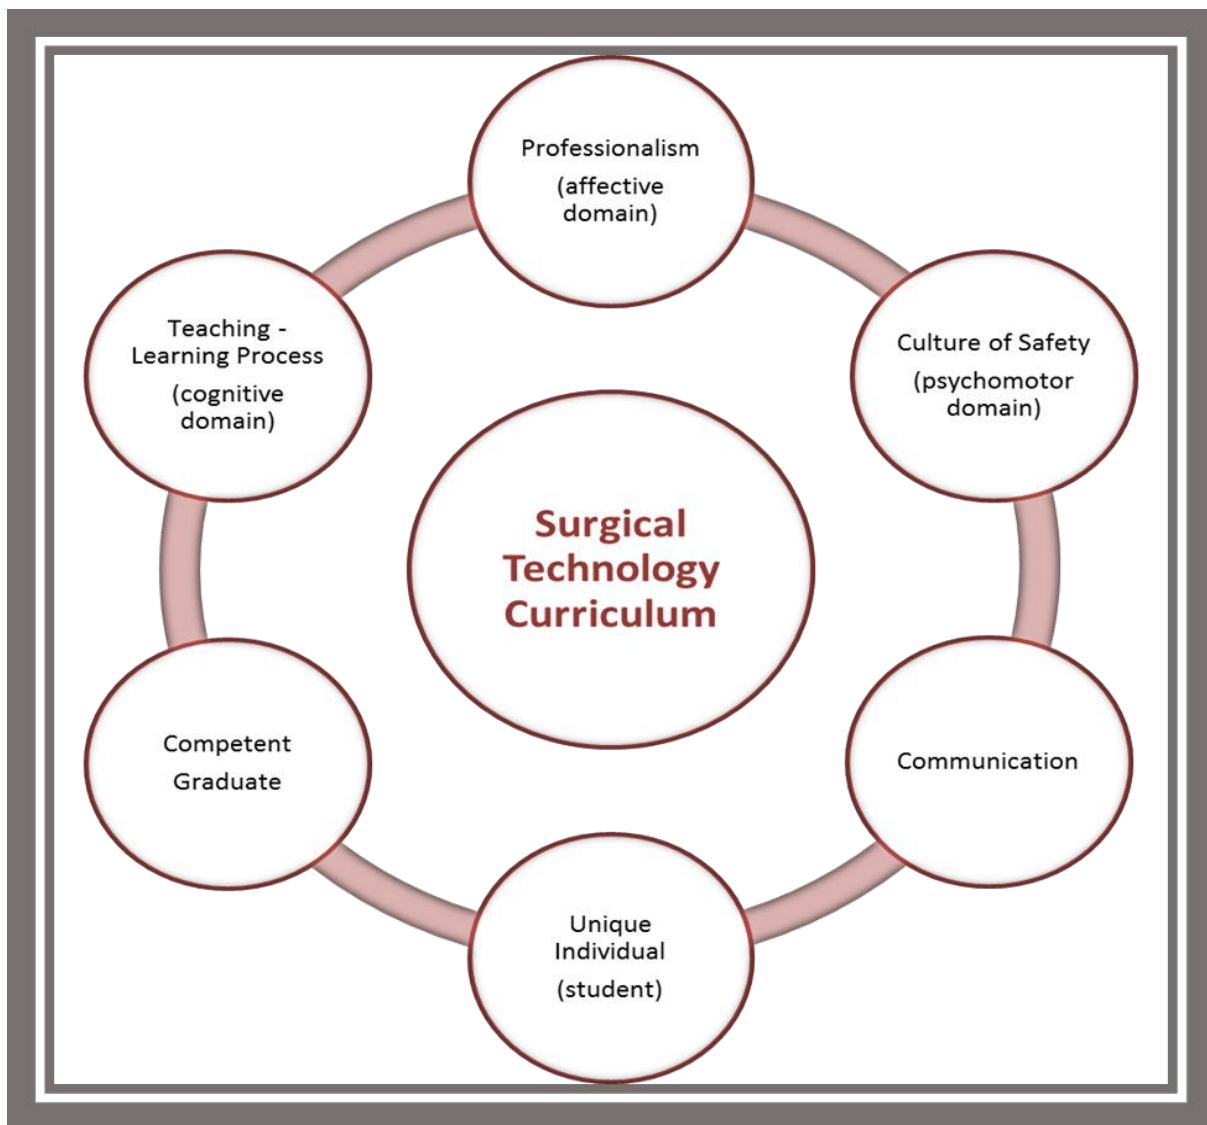 Professionalism
(affective
domain)
Culture of Safety
(psychomotor
domain)
Communication
Unique
Individual
(student)
Competent
Graduate
Teaching -
Learning Process
(cognitive
domain)
Surgical
Technology
Curriculum